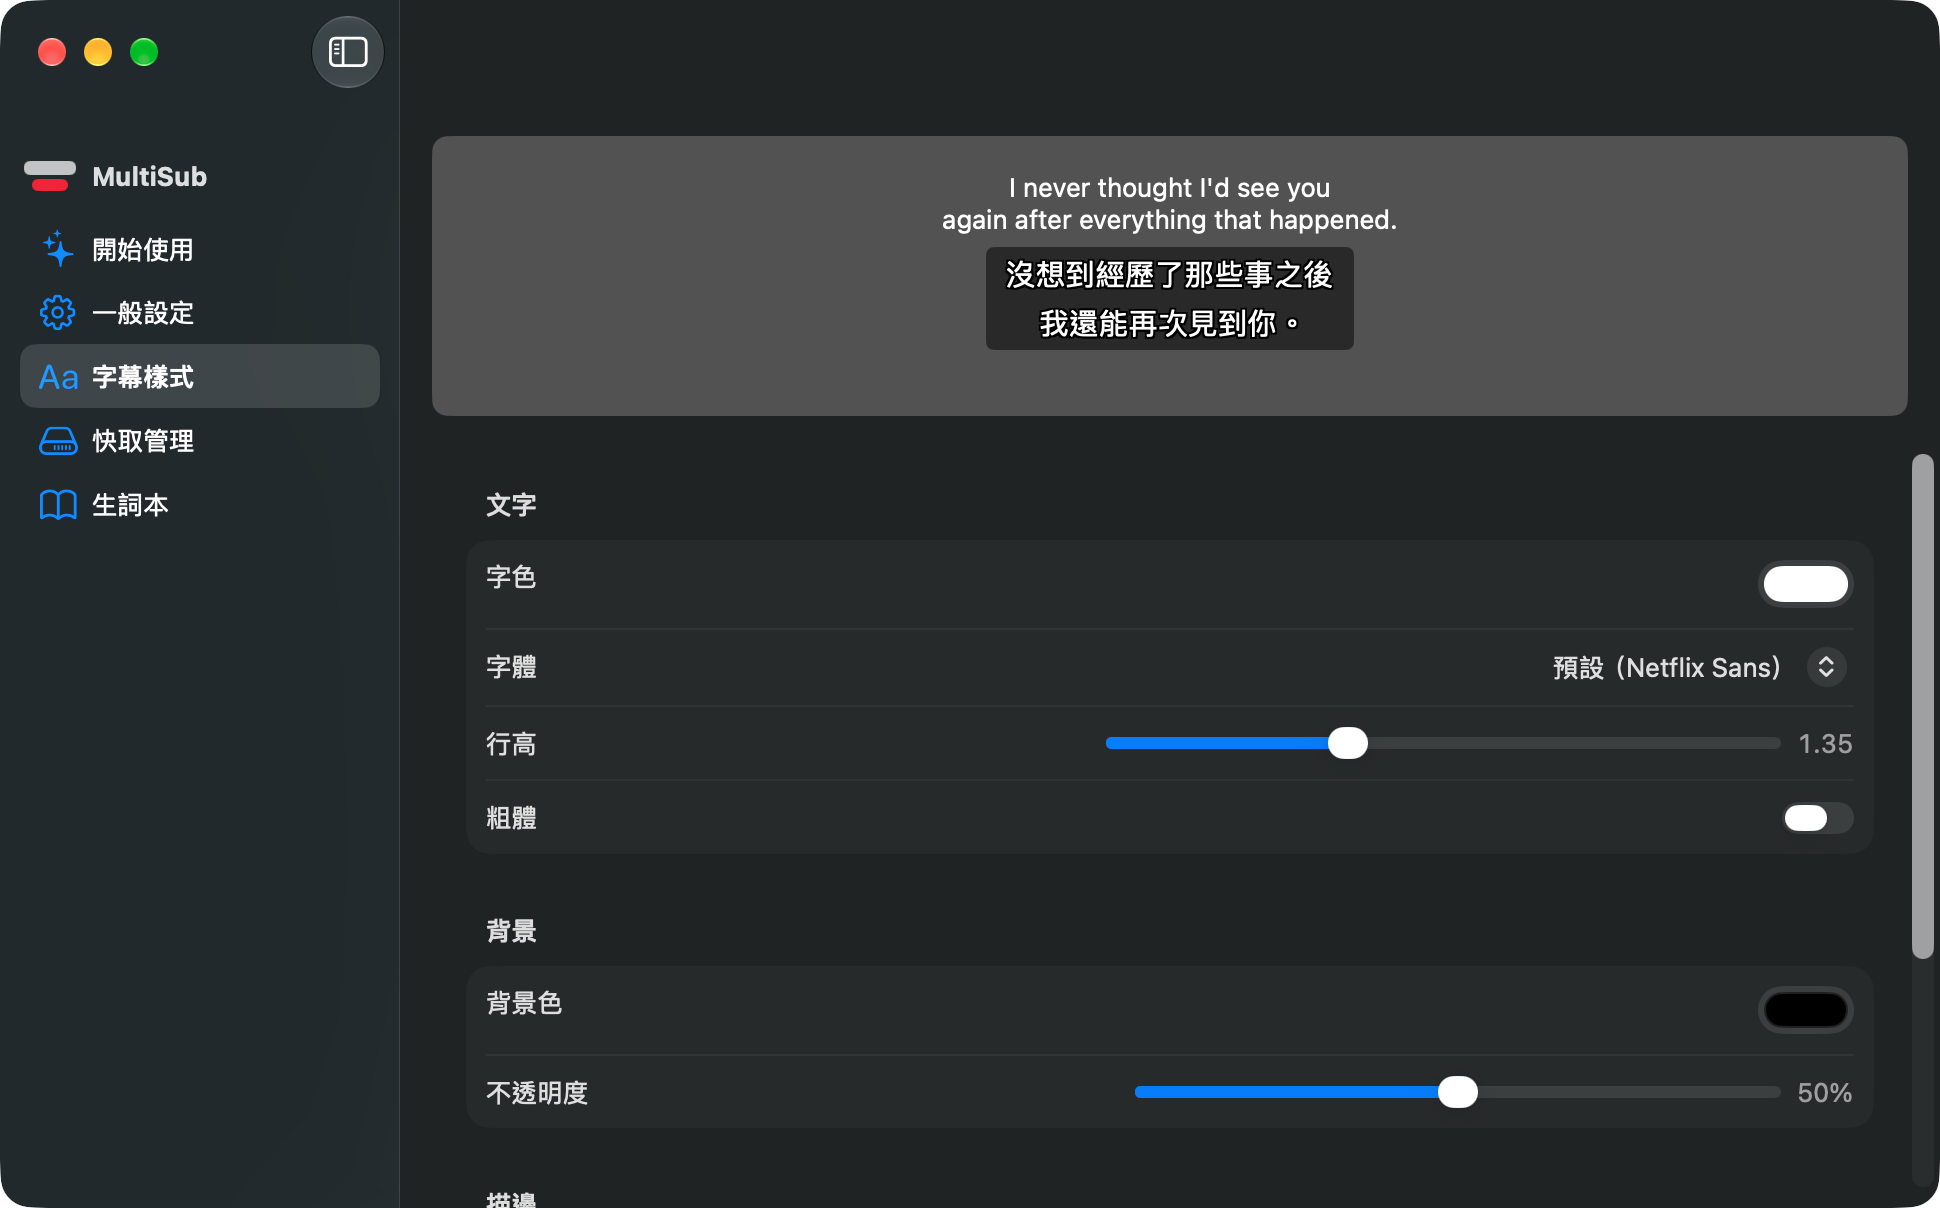 MultiSub
開始使用
一般設定
Aa 字幕樣式
快取管理
生詞本
I never thought I'd see you
again after everything that happened.
沒想到經歷了那些事之後
我還能再次見到你。
文字
字色
字體 預設（Netflix Sans）
行高 1.35
粗體
背景
背景色
不透明度 50%
描邊